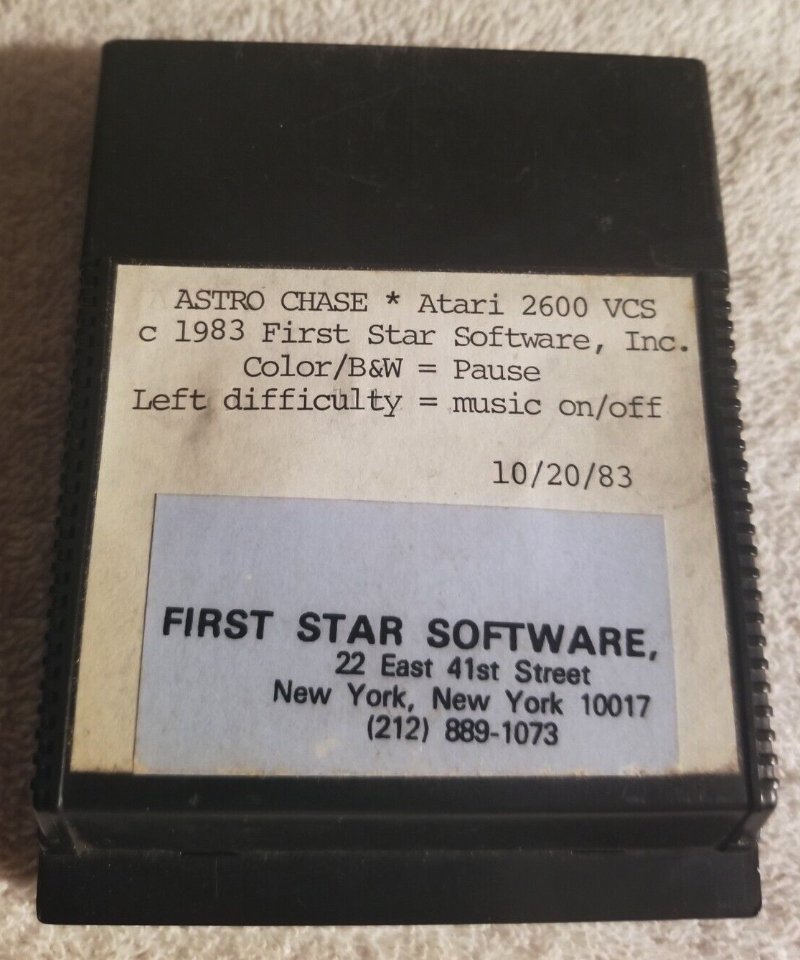 ASTRO CHASE * Atari 2600 VCS
c 1983 First Star Software, Inc.
Color/B&W = Pause
Left difficulty = music on/off
10/20/83
FIRST STAR SOFTWARE,
22 East 41st Street
New York, New York 10017
(212) 889-1073